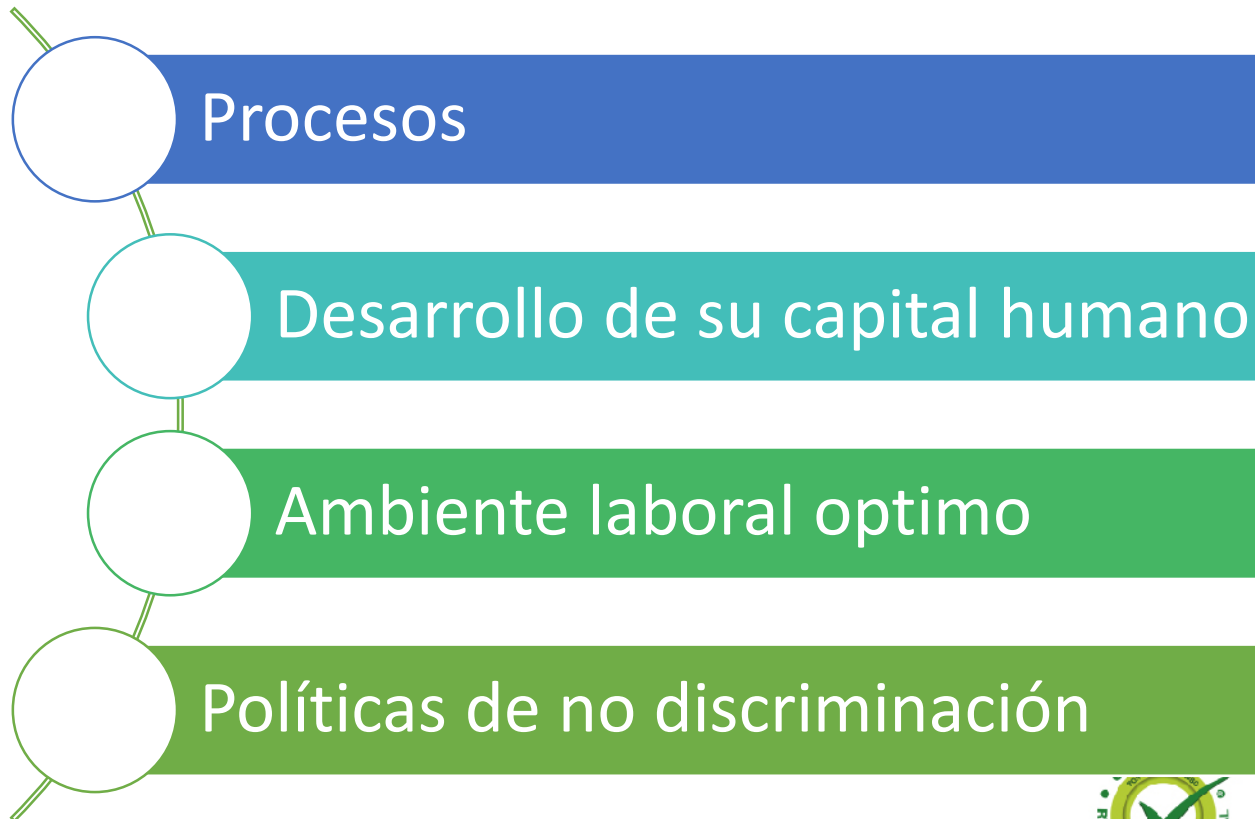 Procesos
Desarrollo de su capital humano
Ambiente laboral optimo
Políticas de no discriminación